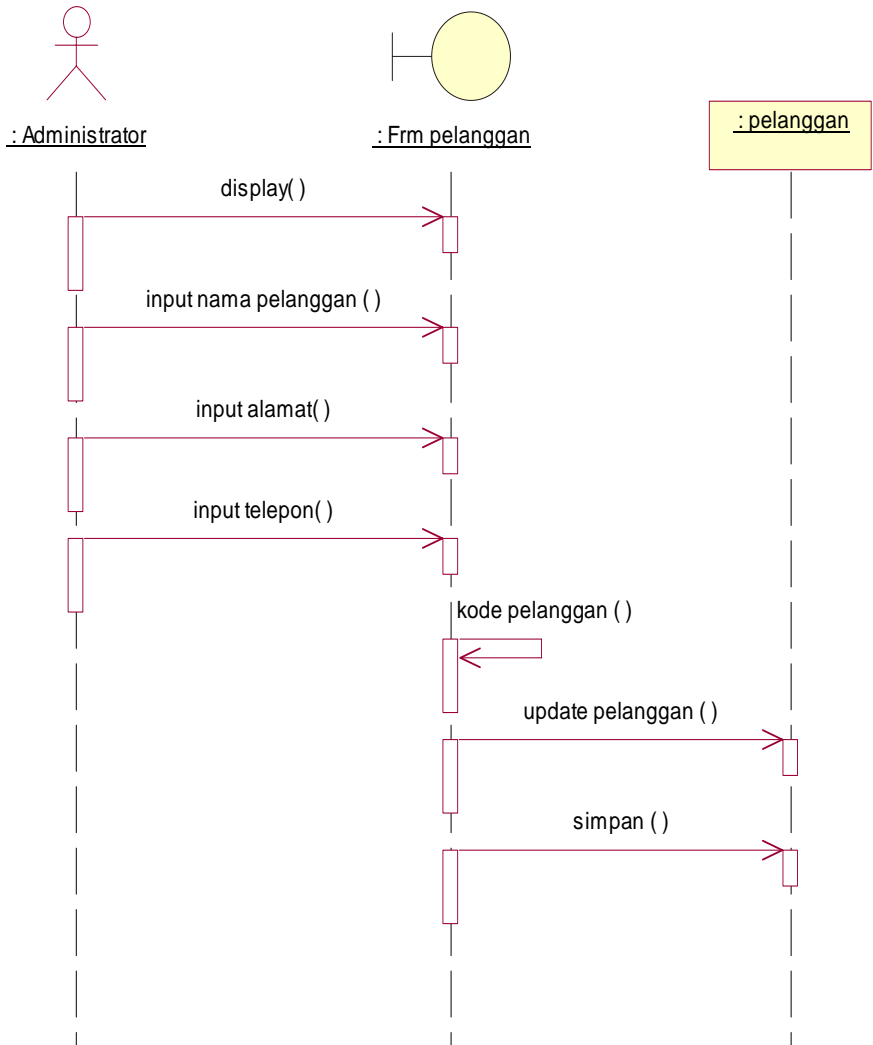 : Administrator
: Frm pelanggan
: pelanggan
display( )
input nama pelanggan ( )
input alamat( )
input telepon( )
kode pelanggan ( )
update pelanggan ( )
simpan ( )